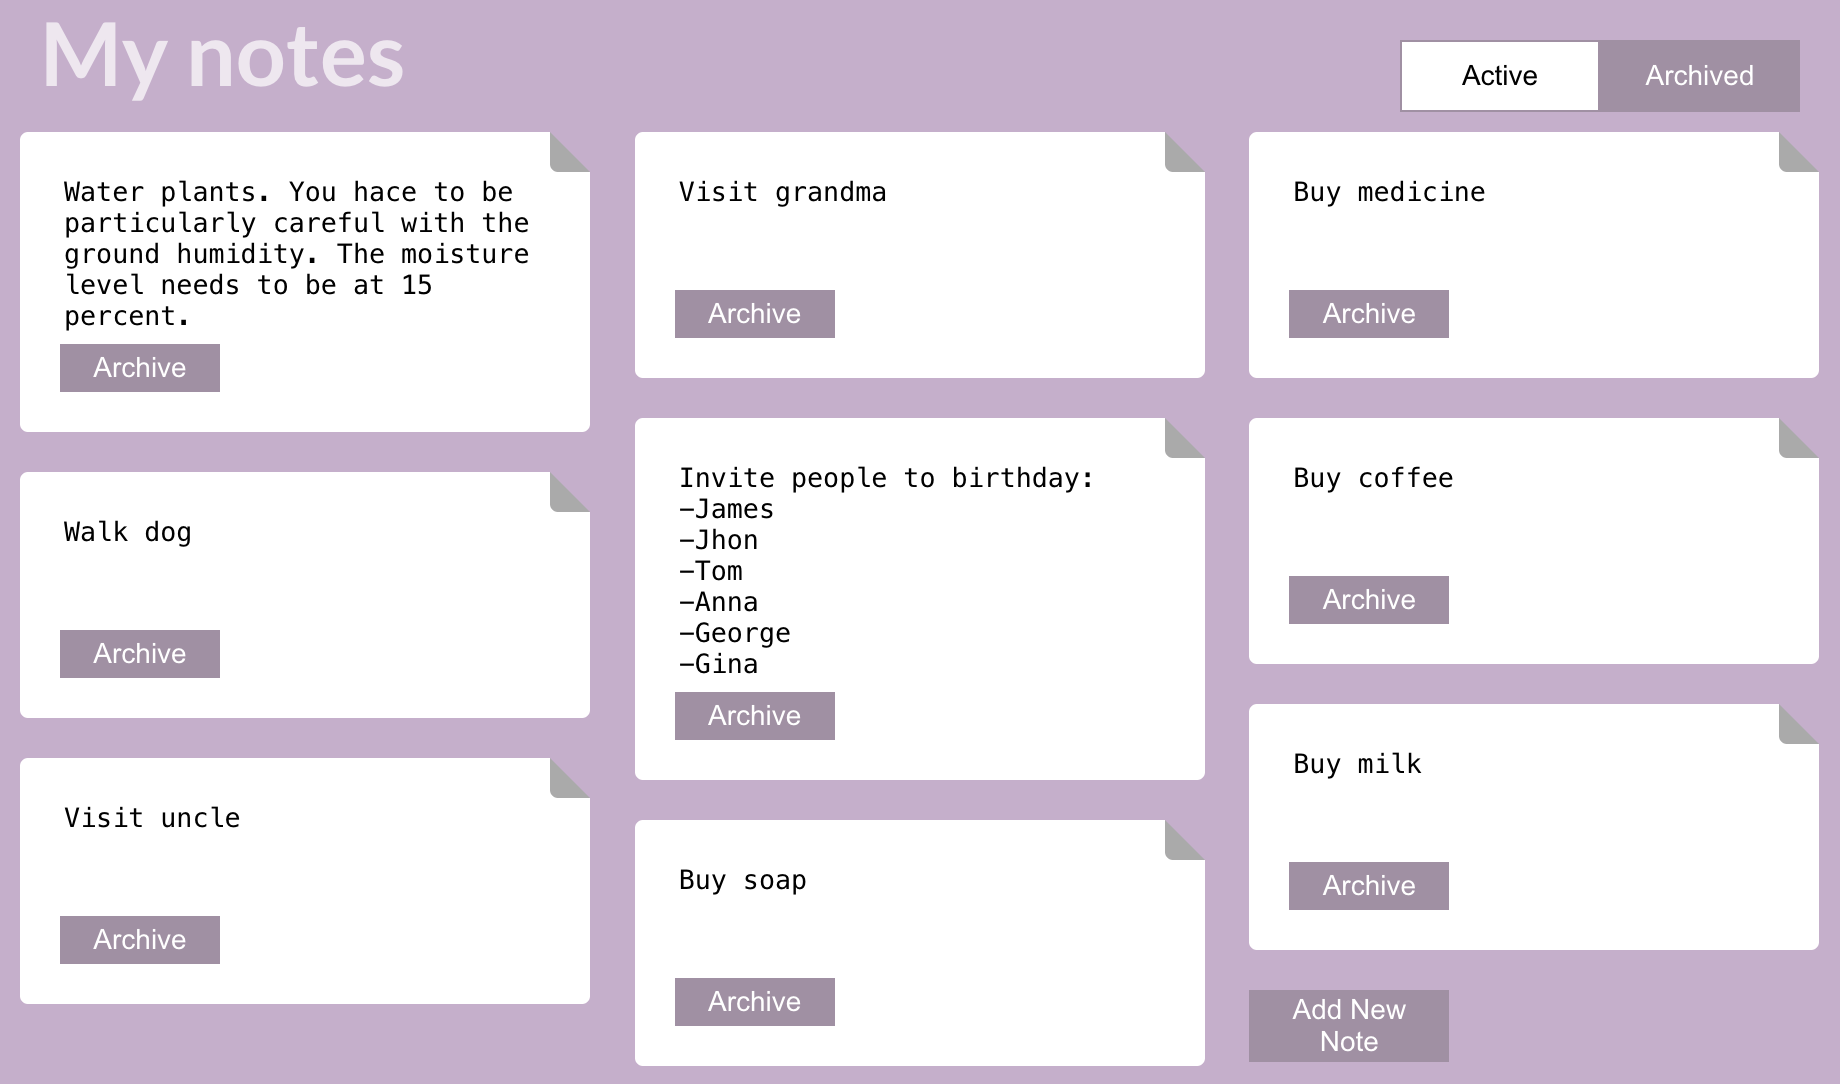 My notes
Active
Archived
Water plants. You hace to be
particularly careful with the
ground humidity. The moisture
level needs to be at 15
percent.
Archive
Walk dog
Archive
Visit uncle
Archive
Visit grandma
Archive
Invite people to birthday:
-James
-Jhon
-Tom
-Anna
-George
-Gina
Archive
Buy soap
Archive
Buy medicine
Archive
Buy coffee
Archive
Buy milk
Archive
Add New
Note